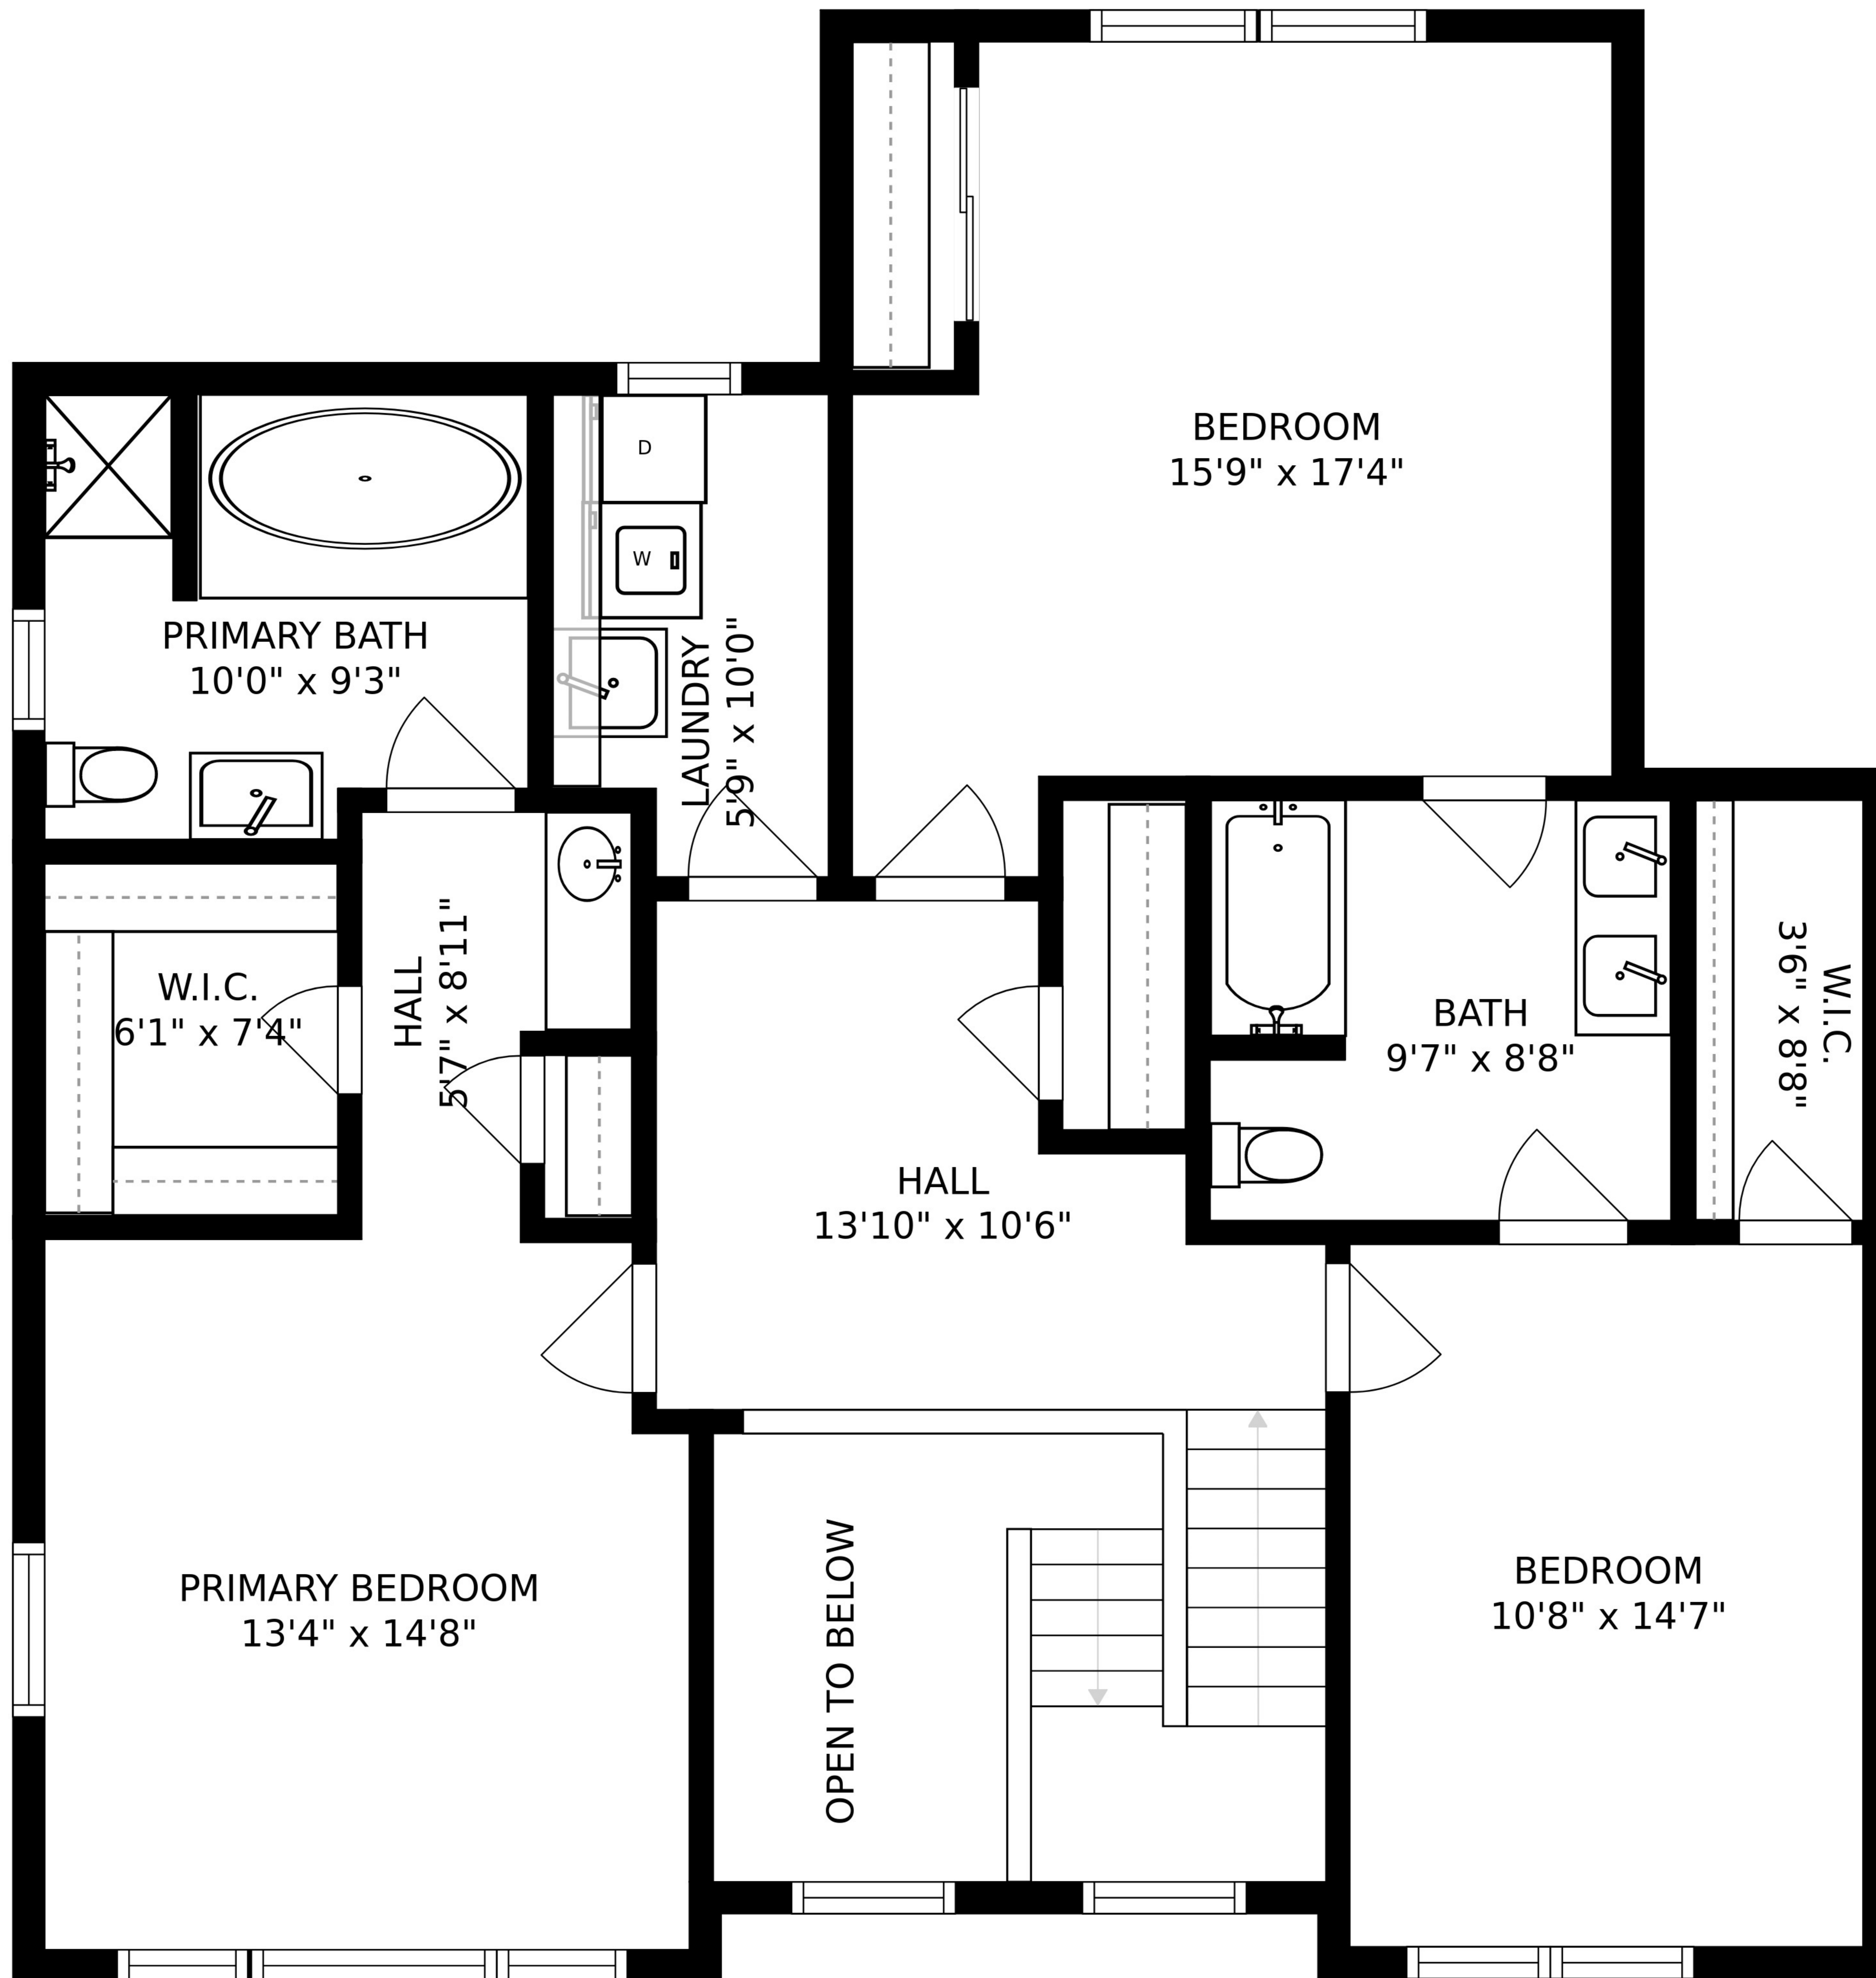 BEDROOM
15'9" x 17'4"
D
W
PRIMARY BATH
10'0" x 9'3"
LAUNDRY
5'9" x 10'0"
W.I.C.
6'1" x 7'4"
HALL
5'7" x 8'11"
HALL
13'10" x 10'6"
BATH
9'7" x 8'8"
W.I.C.
3'6" x 8'8"
PRIMARY BEDROOM
13'4" x 14'8"
OPEN TO BELOW
BEDROOM
10'8" x 14'7"